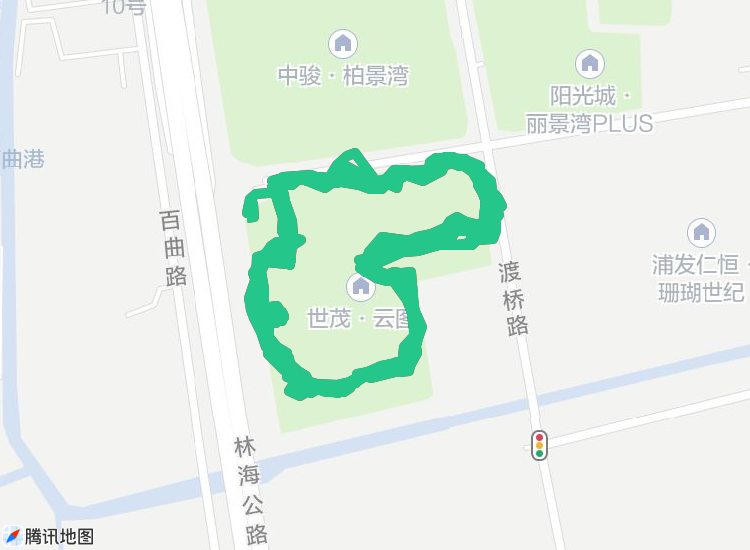 10号
中骏·柏景湾
阳光城·
丽景湾PLUS
曲港
百曲路
渡桥路
浦发仁恒·
珊瑚世纪
世茂·云图
林海公路
腾讯地图